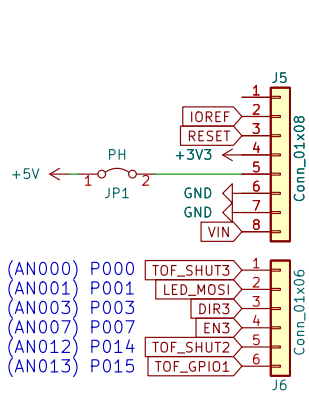 J5
1
IOREF 2
RESET 3
+3V3 4
+5V 1 PH JP1 2 5
GND 6
GND 7
VIN 8
Conn_01x08
(AN000) P000 TOF_SHUT3 1
(AN001) P001 LED_MOSI 2
(AN003) P003 DIR3 3
(AN007) P007 EN3 4
(AN012) P014 TOF_SHUT2 5
(AN013) P015 TOF_GPIO1 6
Conn_01x06
J6